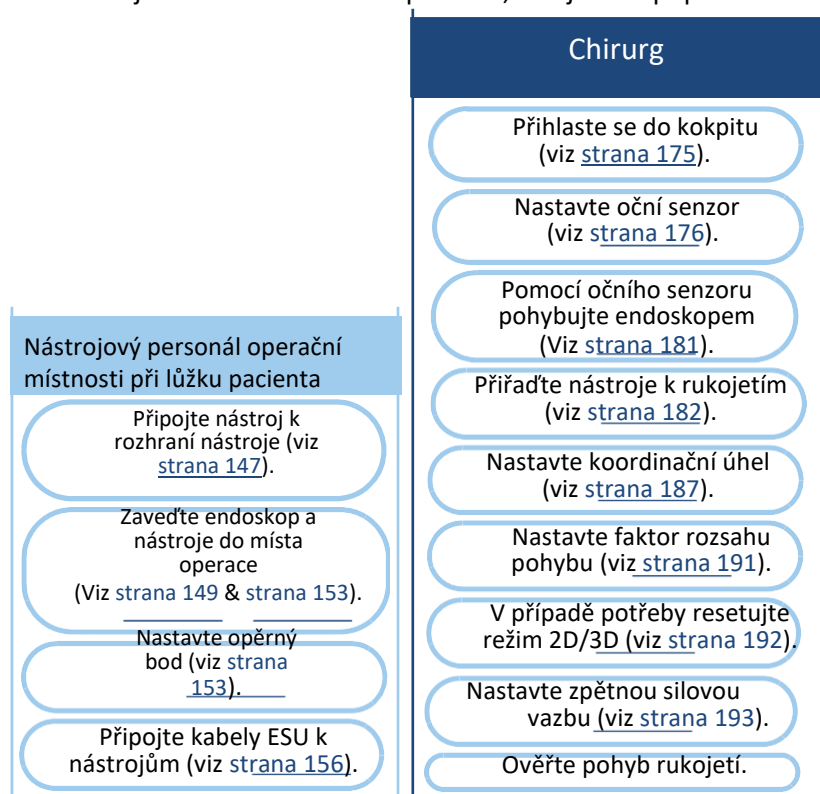 Chirurg
Přihlaste se do kokpitu
(viz strana 175).
Nastavte oční senzor
(viz strana 176).
Pomocí očního senzoru
pohybujte endoskopem
(Viz strana 181).
Přiřaďte nástroje k rukojetím
(viz strana 182).
Nastavte koordinační úhel
(viz strana 187).
Nastavte faktor rozsahu
pohybu (viz strana 191).
V případě potřeby resetujte
režim 2D/3D (viz strana 192).
Nastavte zpětnou silovou
vazbu (viz strana 193).
Ověřte pohyb rukojetí.
Nástrojový personál operační
místnosti při lůžku pacienta
Připojte nástroj k
rozhraní nástroje (viz
strana 147).
Zaveďte endoskop a
nástroje do místa
operace
(Viz strana 149 & strana 153).
Nastavte opěrný
bod (viz strana
153).
Připojte kabely ESU k
nástrojům (viz strana 156).